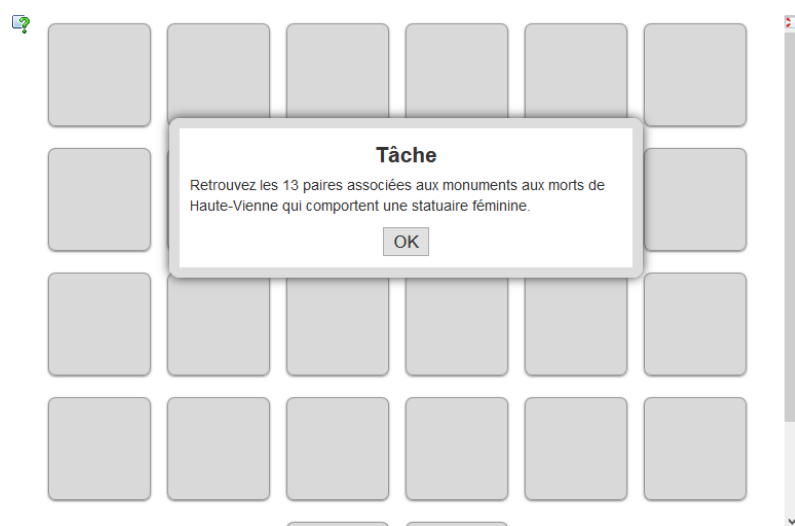 Tâche
Retrouvez les 13 paires associées aux monuments aux morts de
Haute-Vienne qui comportent une statuaire féminine.
OK